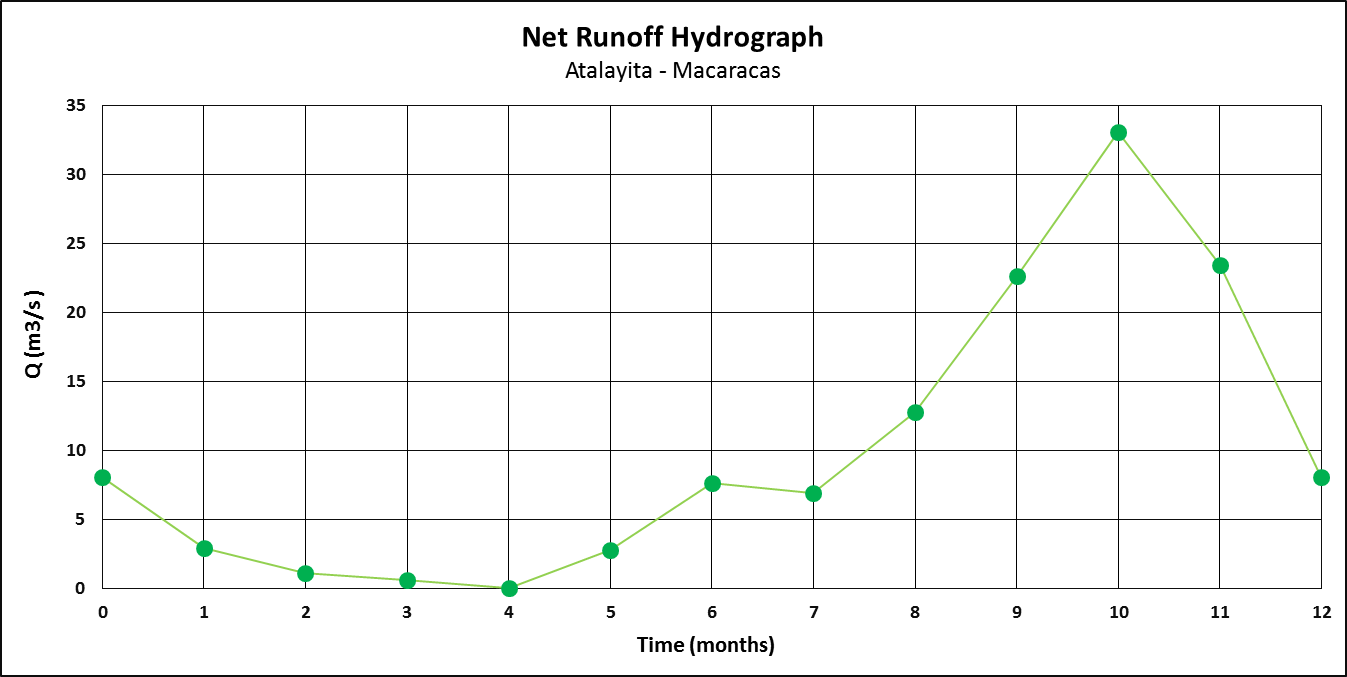 Net Runoff Hydrograph
Atalayita - Macaracas
35
30
25
20
15
10
5
0
Q (m3/s )
0 1 2 3 4 5 6 7 8 9 10 11 12
Time (months)